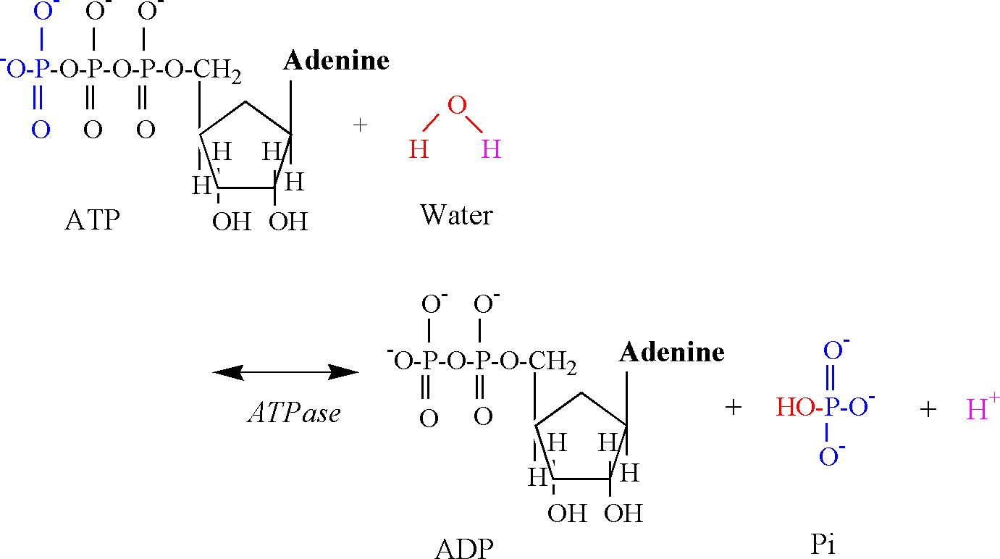 O- O- O-
-O-P-O-P-O-P-O-CH2 Adenine
O O O
+
O
H H
H H
H H
OH OH
ATP
Water
O- O-
-O-P-O-P-O-CH2 Adenine
O O
ATPase
H H
H H
OH OH
ADP
+
O-
HO-P-O-
O-
Pi
+
H+